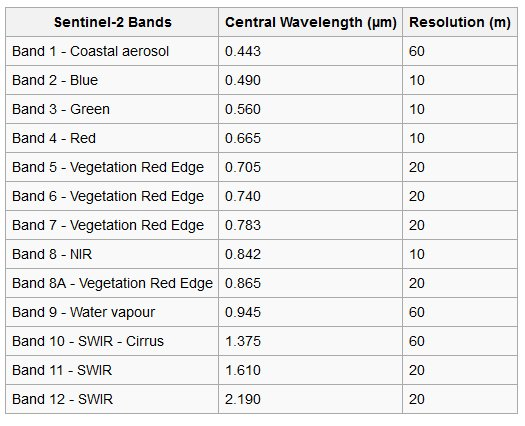 Sentinel-2 Bands Central Wavelength (µm) Resolution (m)
Band 1 - Coastal aerosol 0.443 60
Band 2 - Blue 0.490 10
Band 3 - Green 0.560 10
Band 4 - Red 0.665 10
Band 5 - Vegetation Red Edge 0.705 20
Band 6 - Vegetation Red Edge 0.740 20
Band 7 - Vegetation Red Edge 0.783 20
Band 8 - NIR 0.842 10
Band 8A - Vegetation Red Edge 0.865 20
Band 9 - Water vapour 0.945 60
Band 10 - SWIR - Cirrus 1.375 60
Band 11 - SWIR 1.610 20
Band 12 - SWIR 2.190 20